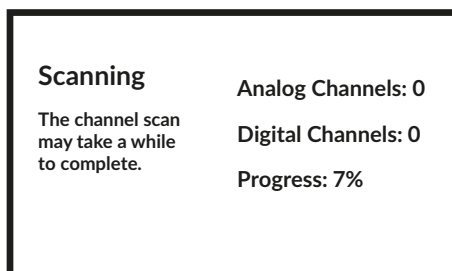 Scanning
The channel scan
may take a while
to complete.
Analog Channels: 0
Digital Channels: 0
Progress: 7%